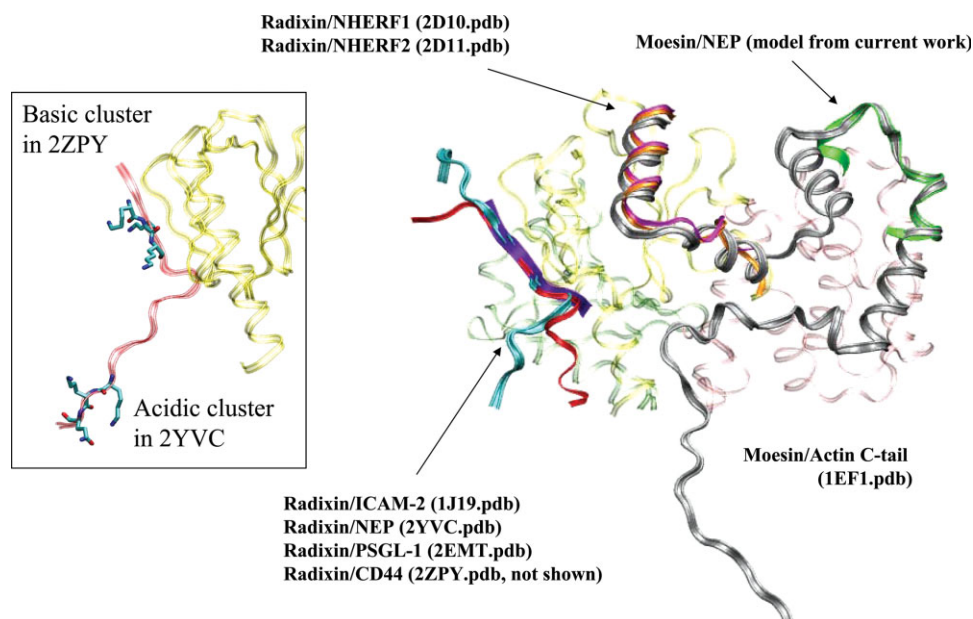 Radixin/NHERF1 (2D10.pdb)
Radixin/NHERF2 (2D11.pdb)
Moesin/NEP (model from current work)
Basic cluster
in 2ZPY
Acidic cluster
in 2YVC
Moesin/Actin C-tail
(1EF1.pdb)
Radixin/ICAM-2 (1J19.pdb)
Radixin/NEP (2YVC.pdb)
Radixin/PSGL-1 (2EMT.pdb)
Radixin/CD44 (2ZPY.pdb, not shown)